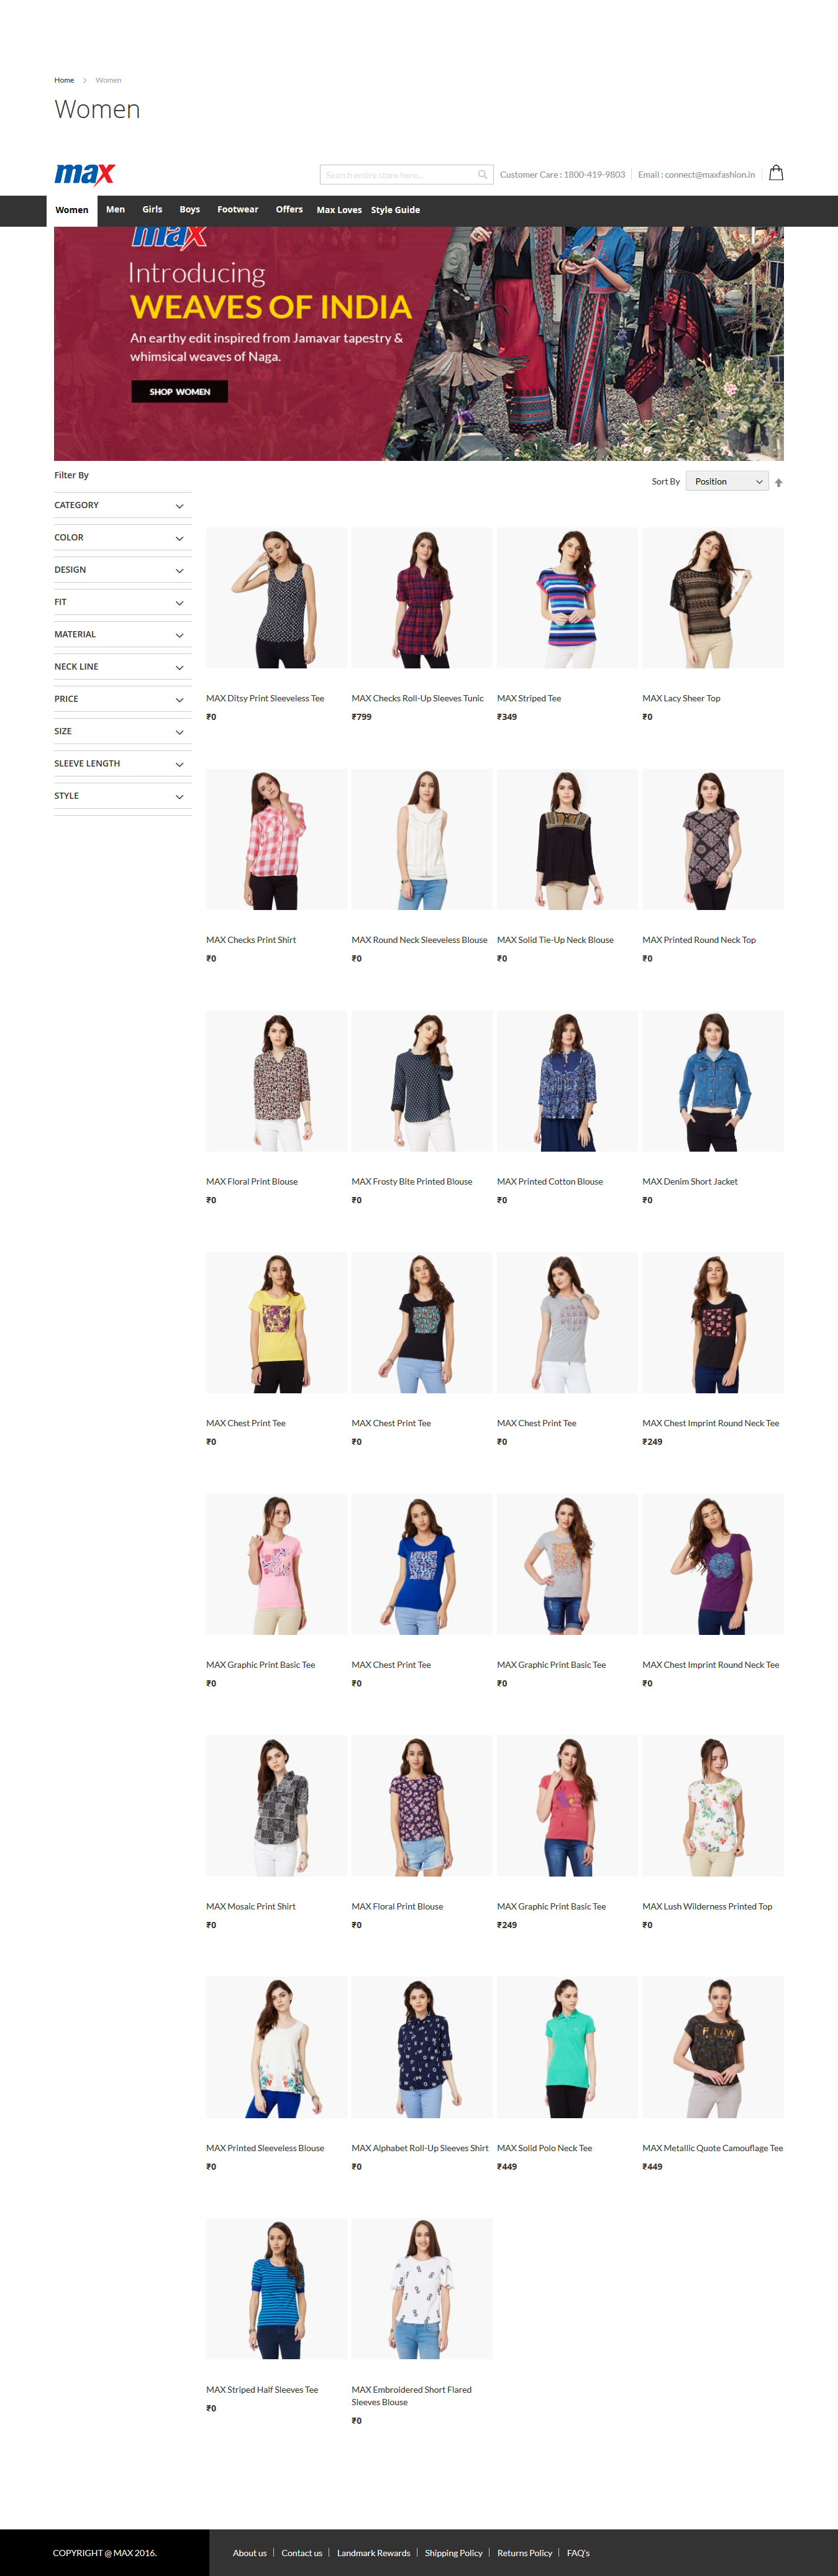 Home > Women
Women
max
Search entire store here...
Customer Care : 1800-419-9803
Email : connect@maxfashion.in
Women Men Girls Boys Footwear Offers Max Loves Style Guide
max
Introducing
WEAVES OF INDIA
An earthy edit inspired from Jamavar tapestry &
whimsical weaves of Naga.
SHOP WOMEN
Filter By
Sort By Position
CATEGORY
COLOR
DESIGN
FIT
MATERIAL
NECK LINE
PRICE
SIZE
SLEEVE LENGTH
STYLE
MAX Ditsy Print Sleeveless Tee
₹0
MAX Checks Roll-Up Sleeves Tunic
₹799
MAX Striped Tee
₹349
MAX Lacy Sheer Top
₹0
MAX Checks Print Shirt
₹0
MAX Round Neck Sleeveless Blouse
₹0
MAX Solid Tie-Up Neck Blouse
₹0
MAX Printed Round Neck Top
₹0
MAX Floral Print Blouse
₹0
MAX Frosty Bite Printed Blouse
₹0
MAX Printed Cotton Blouse
₹0
MAX Denim Short Jacket
₹0
MAX Chest Print Tee
₹0
MAX Chest Print Tee
₹0
MAX Chest Print Tee
₹0
MAX Chest Imprint Round Neck Tee
₹249
MAX Graphic Print Basic Tee
₹0
MAX Chest Print Tee
₹0
MAX Graphic Print Basic Tee
₹0
MAX Chest Imprint Round Neck Tee
₹0
MAX Mosaic Print Shirt
₹0
MAX Floral Print Blouse
₹0
MAX Graphic Print Basic Tee
₹249
MAX Lush Wilderness Printed Top
₹0
MAX Printed Sleeveless Blouse
₹0
MAX Alphabet Roll-Up Sleeves Shirt
₹0
MAX Solid Polo Neck Tee
₹449
MAX Metallic Quote Camouflage Tee
₹449
MAX Striped Half Sleeves Tee
₹0
MAX Embroidered Short Flared
Sleeves Blouse
₹0
COPYRIGHT @ MAX 2016.
About us | Contact us | Landmark Rewards | Shipping Policy | Returns Policy | FAQ's